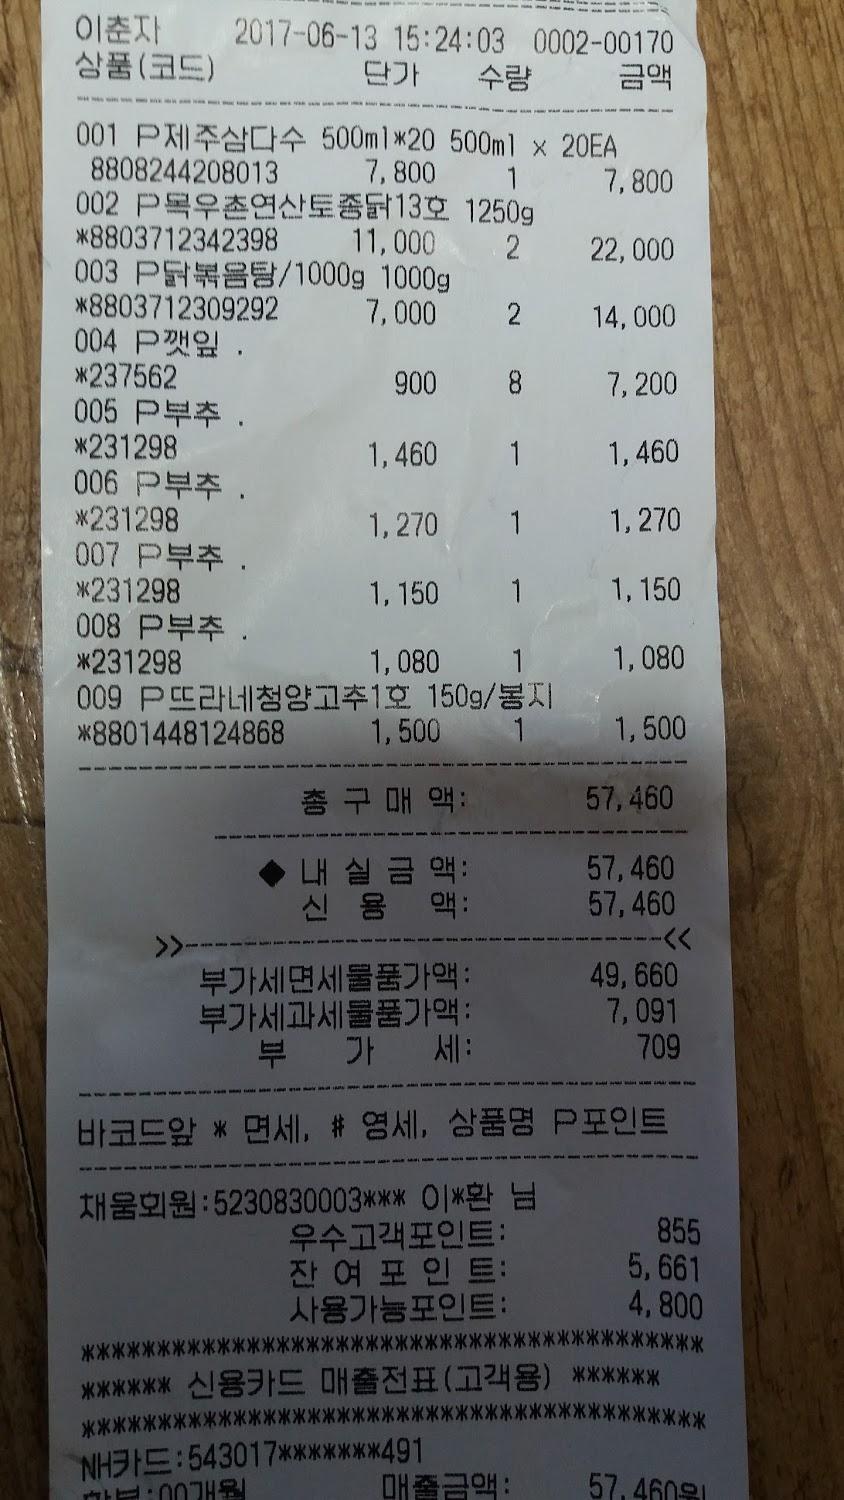 이춘자 2017-06-13 15:24:03 0002-00170
상품(코드) 단가 수량 금액
001 P제주삼다수 500ml*20 500ml x 20EA
8808244208013 7,800 1 7,800
002 P목우촌연산토종닭13호 1250g
*8803712342398 11,000 2 22,000
003 P닭볶음탕/1000g 1000g
*8803712309292 7,000 2 14,000
004 P깻잎 .
*237562 900 8 7,200
005 P부추 .
*231298 1,460 1 1,460
006 P부추 .
*231298 1,270 1 1,270
007 P부추 .
*231298 1,150 1 1,150
008 P부추 .
*231298 1,080 1 1,080
009 P뜨라네청양고추1호 150g/봉지
*8801448124868 1,500 1 1,500
총 구 매 액: 57,460
◆ 내 실 금 액: 57,460
신 용 액: 57,460
>>--------------------<<
부가세면세물품가액: 49,660
부가세과세물품가액: 7,091
부 가 세: 709
바코드앞 * 면세, # 영세, 상품명 P포인트
채움회원:5230830003*** 이*환 님
우수고객포인트: 855
잔 여 포 인 트: 5,661
사용가능포인트: 4,800
******************************************
****** 신용카드 매출전표(고객용) ******
******************************************
NH카드:543017*******491
할부:00개월 매출금액: 57,460원